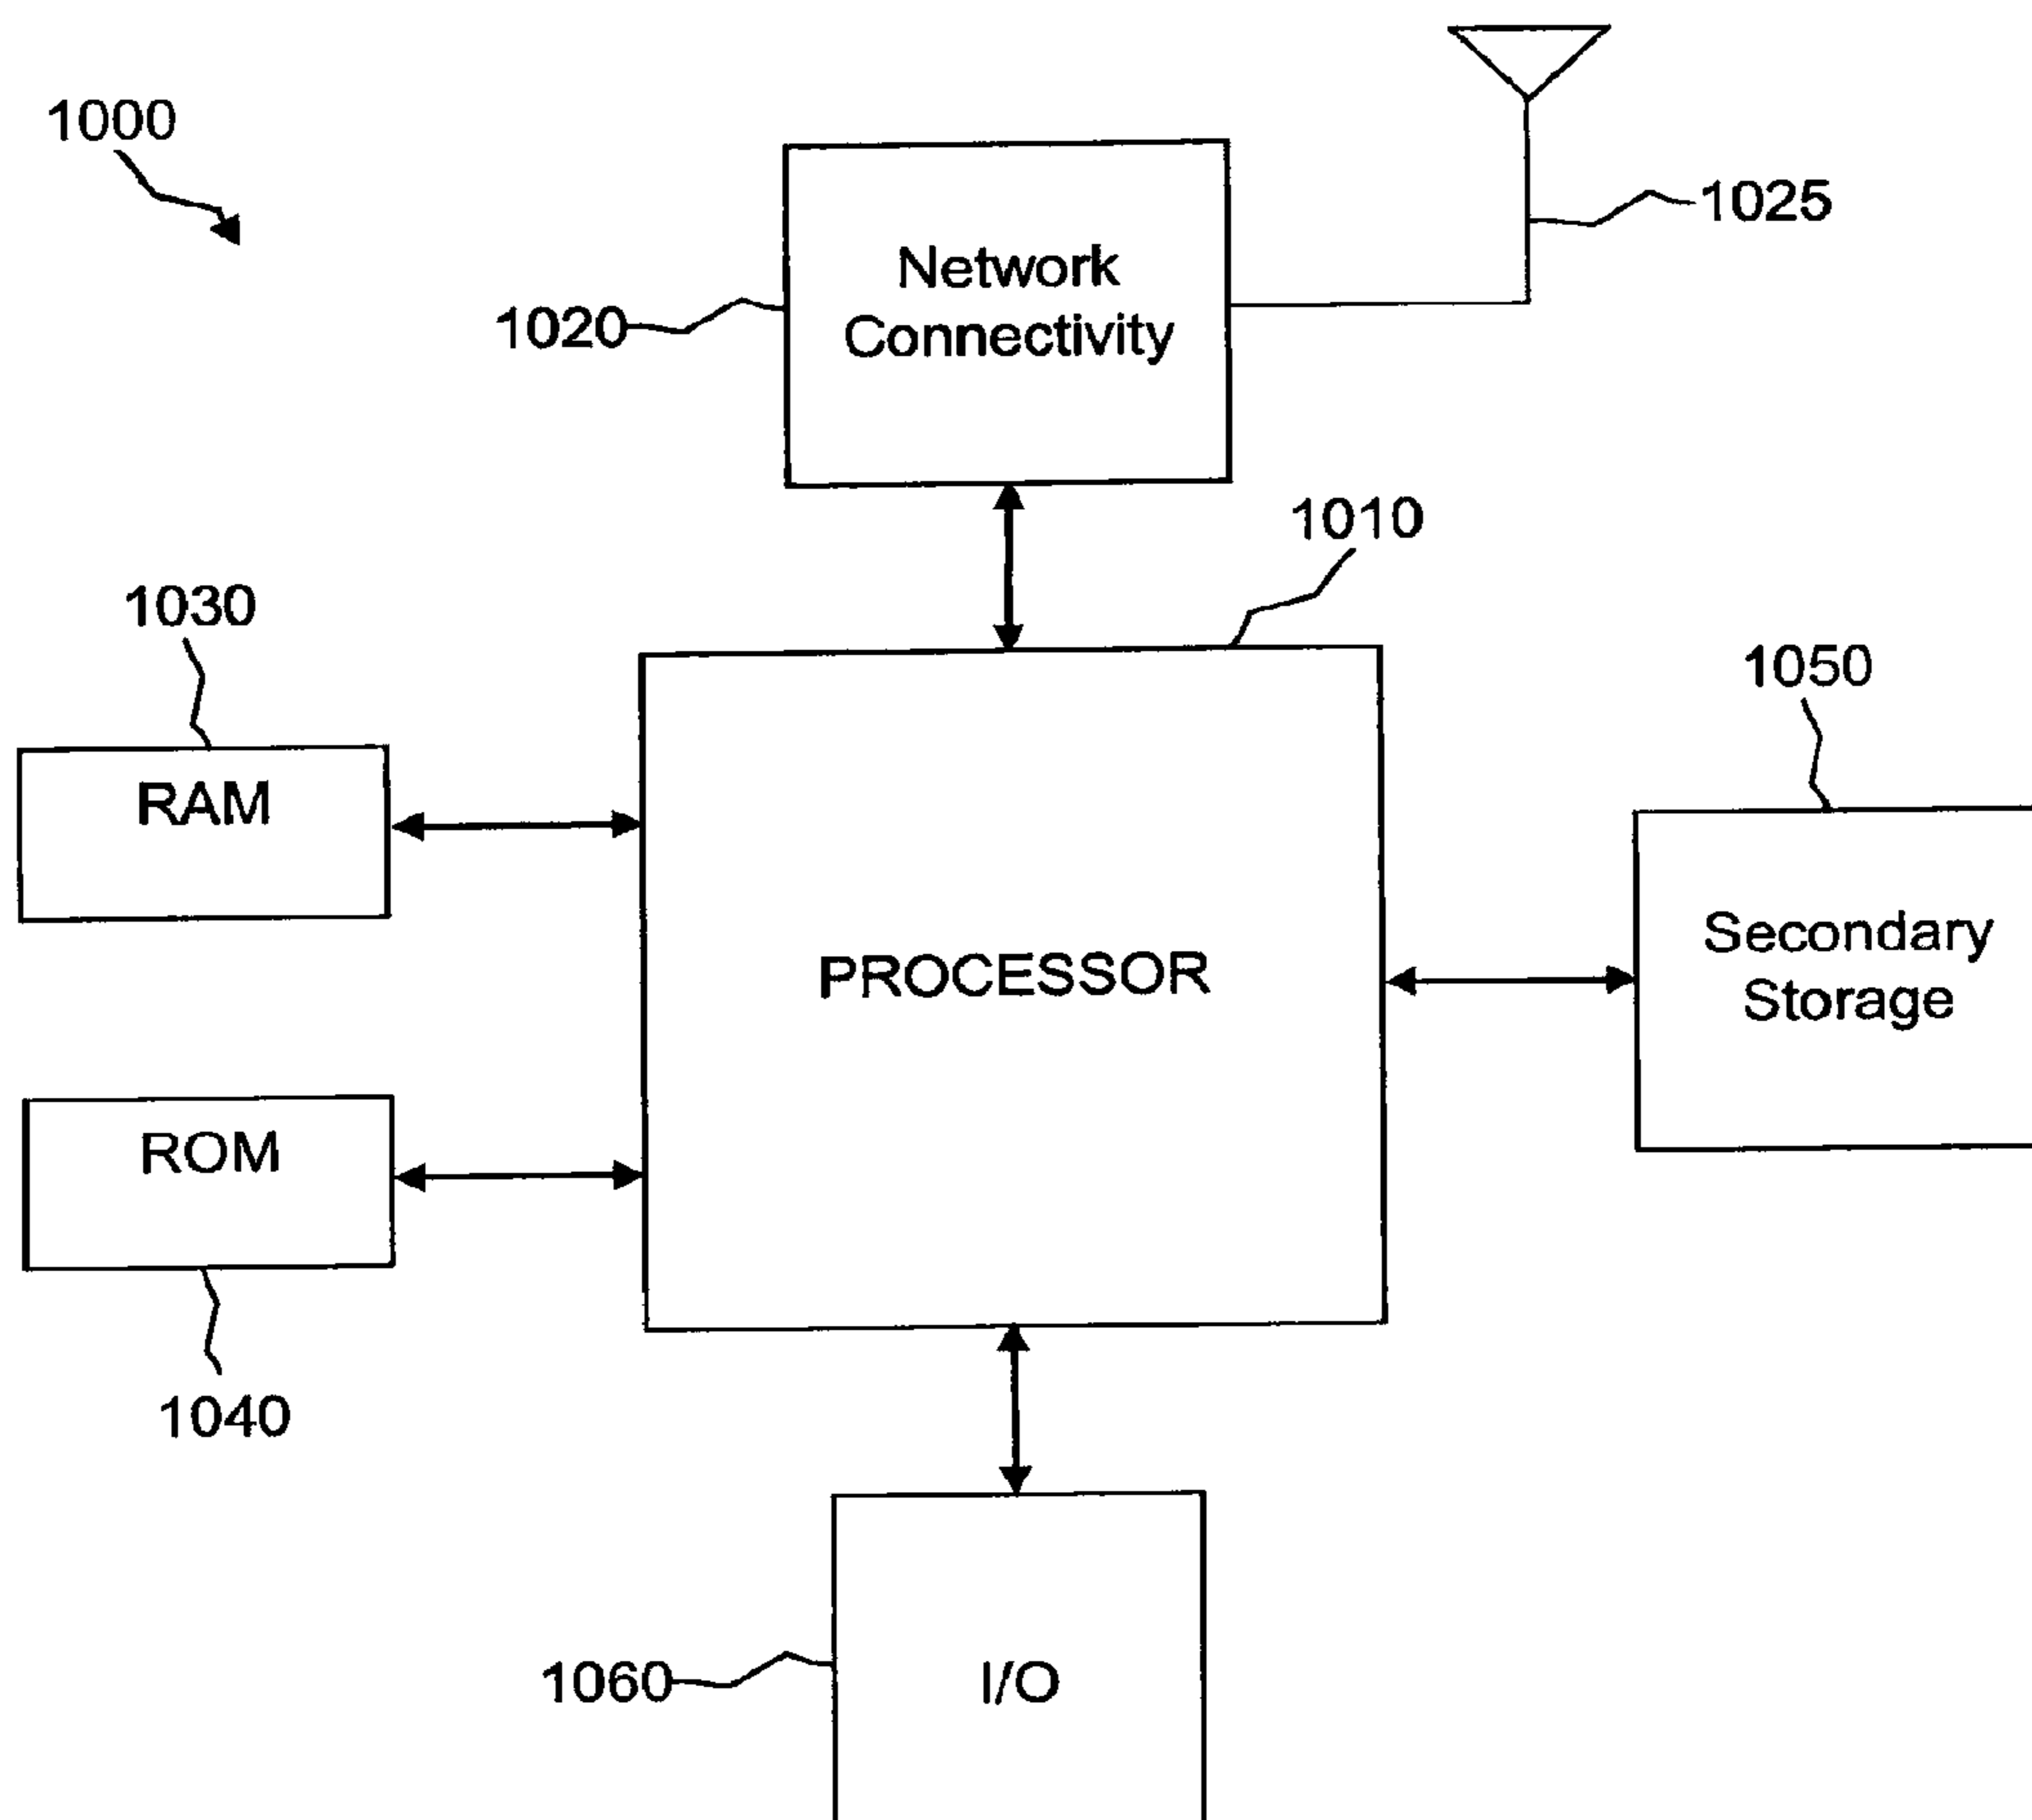 1000
1025
Network
Connectivity
1020
1010
1030
1050
RAM
PROCESSOR
Secondary
Storage
ROM
1040
1060
I/O